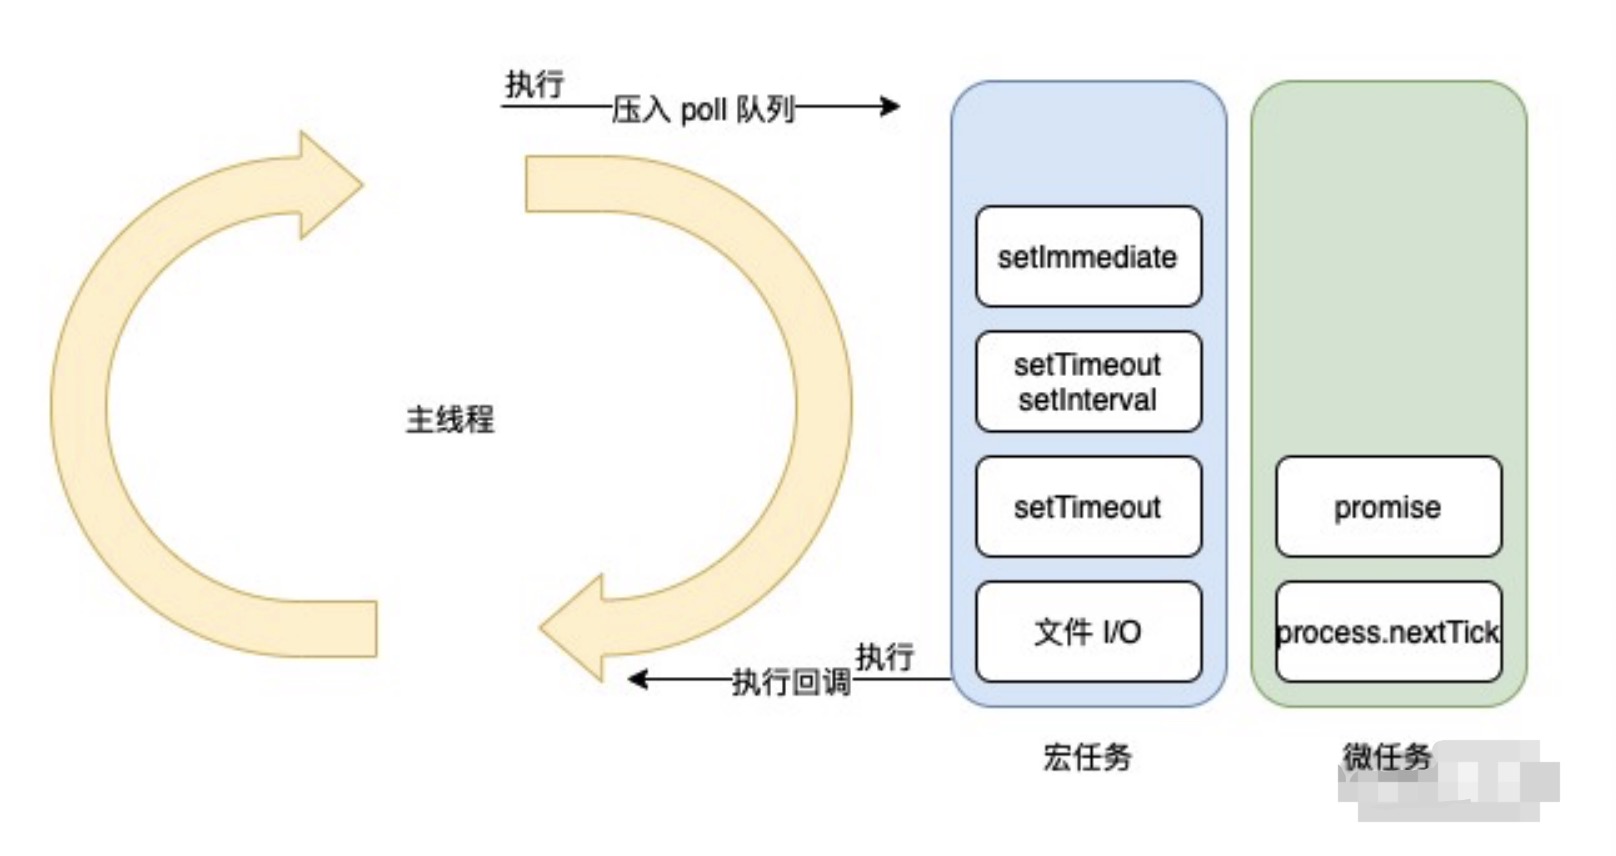 执行
压入 poll 队列
主线程
setImmediate
setTimeout
setInterval
setTimeout
文件 I/O
promise
process.nextTick
执行
执行回调
宏任务
微任务